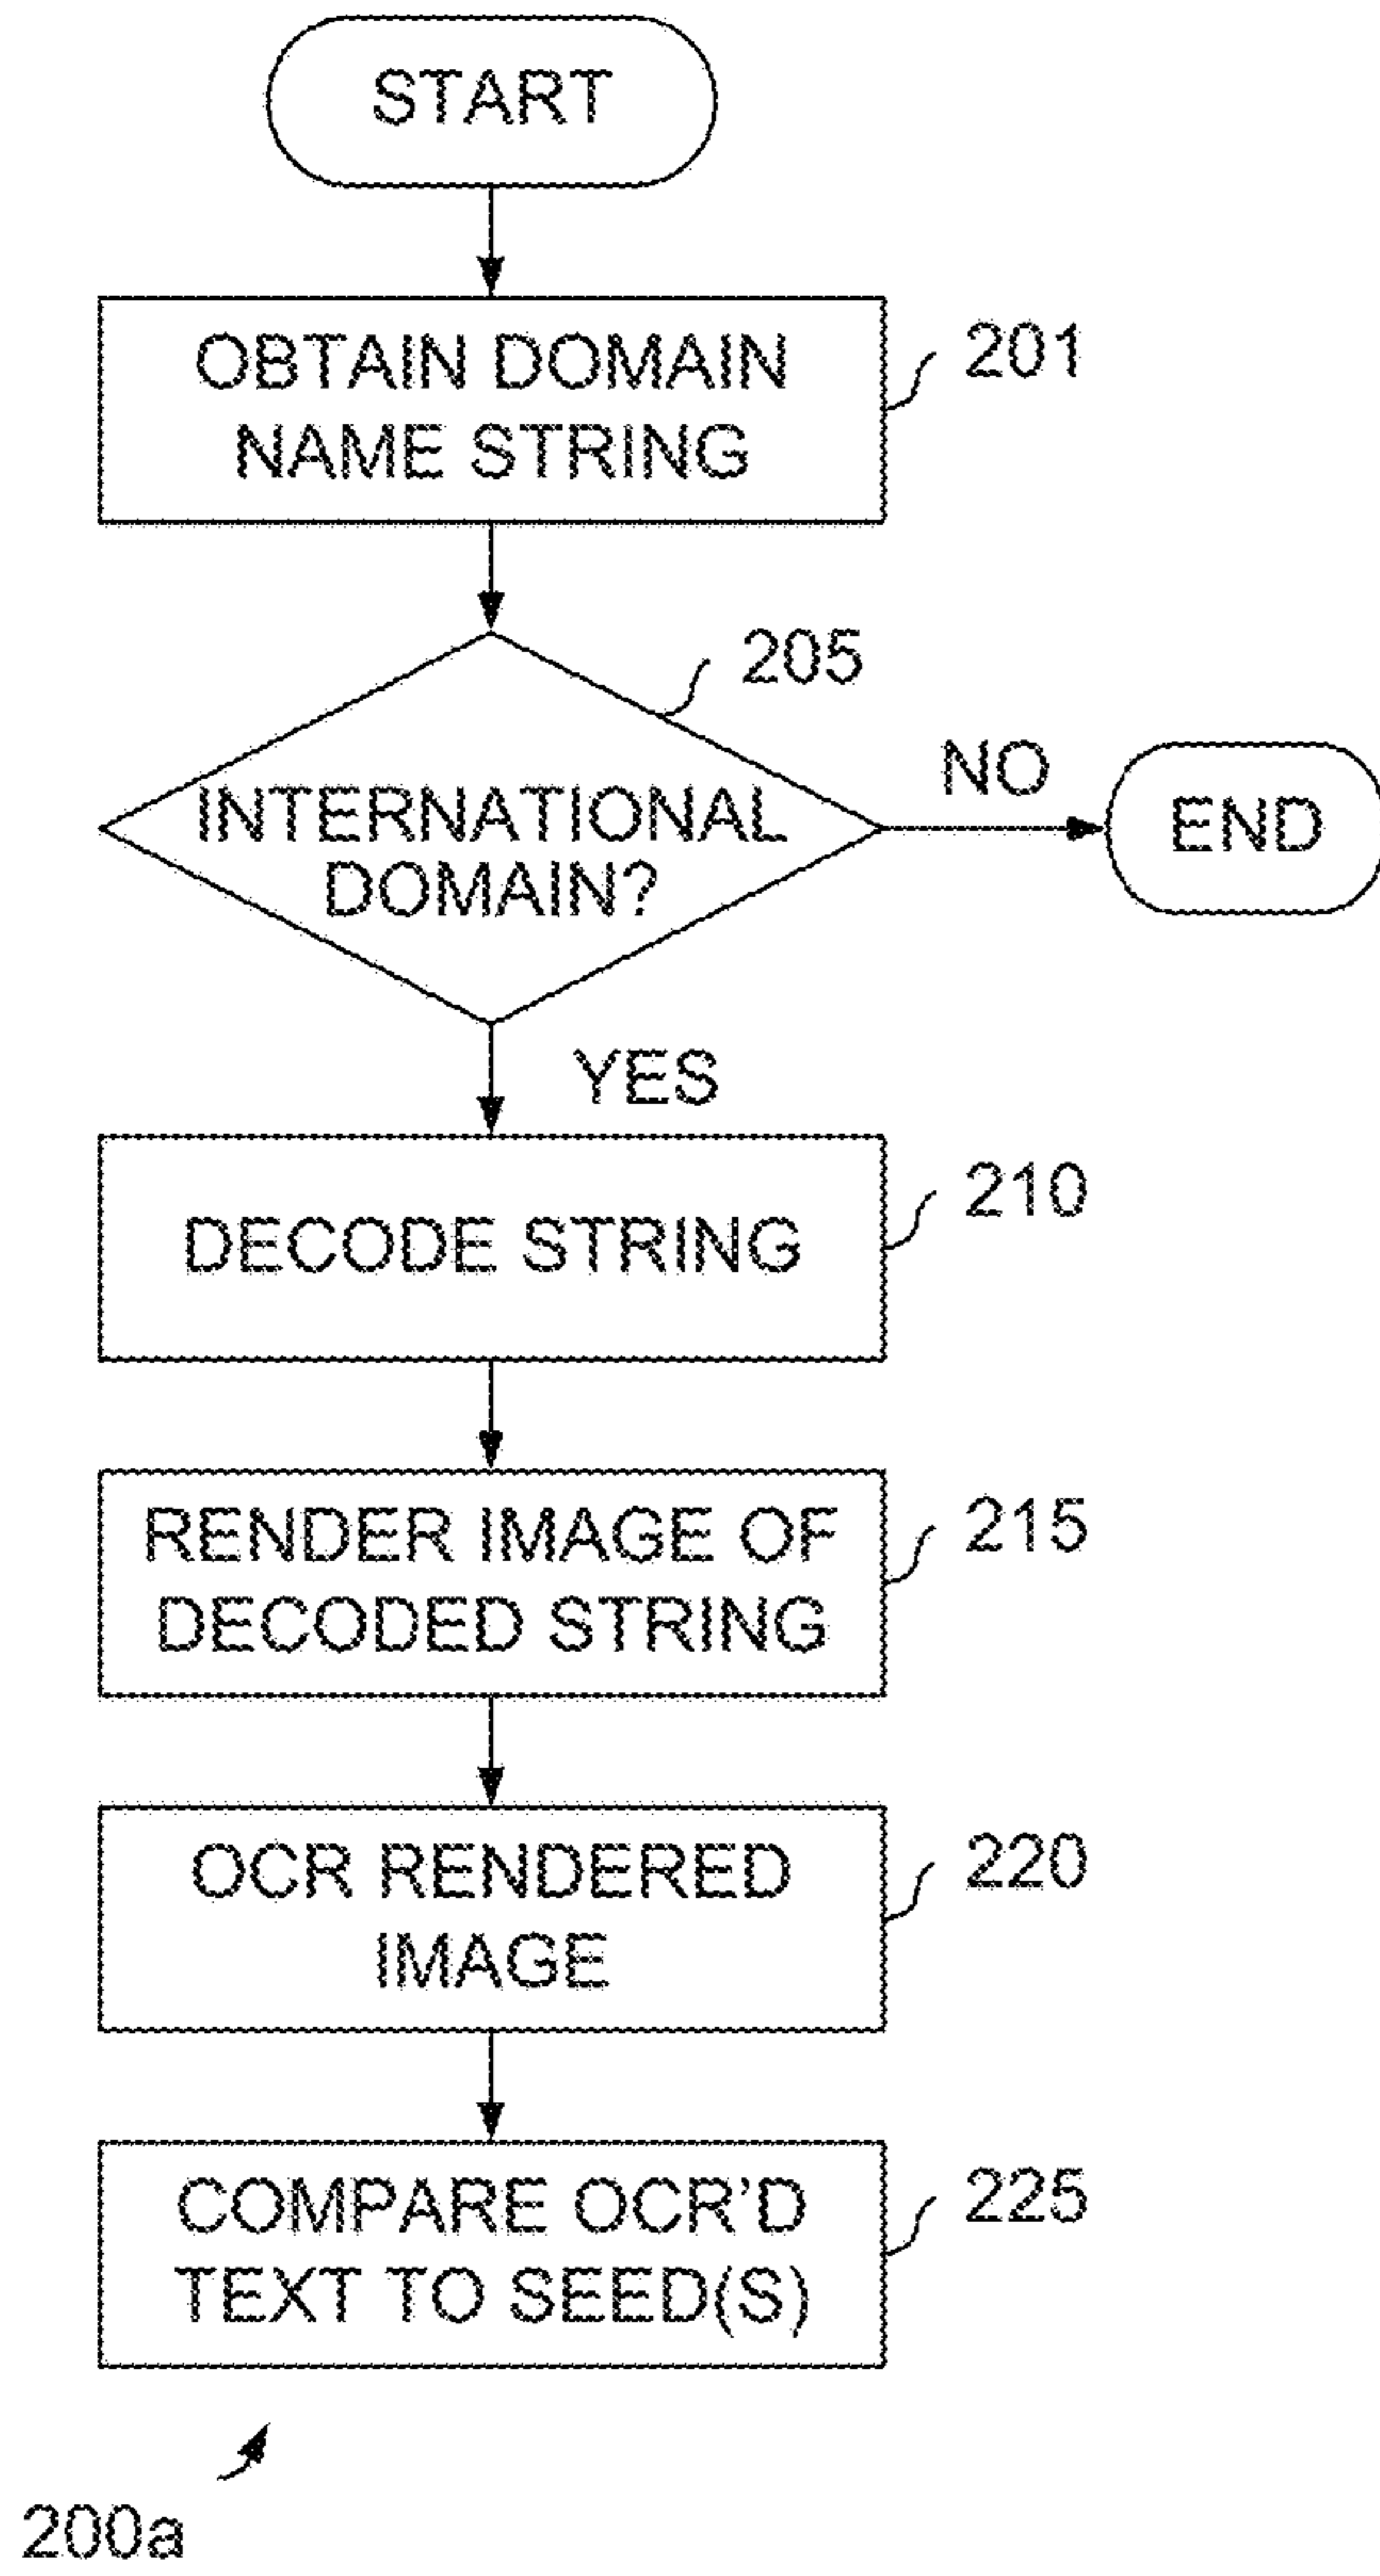 START
OBTAIN DOMAIN
NAME STRING
201
205
INTERNATIONAL
DOMAIN?
NO
END
YES
DECODE STRING
210
RENDER IMAGE OF
DECODED STRING
215
OCR RENDERED
IMAGE
220
COMPARE OCR'D
TEXT TO SEED(S)
225
200a